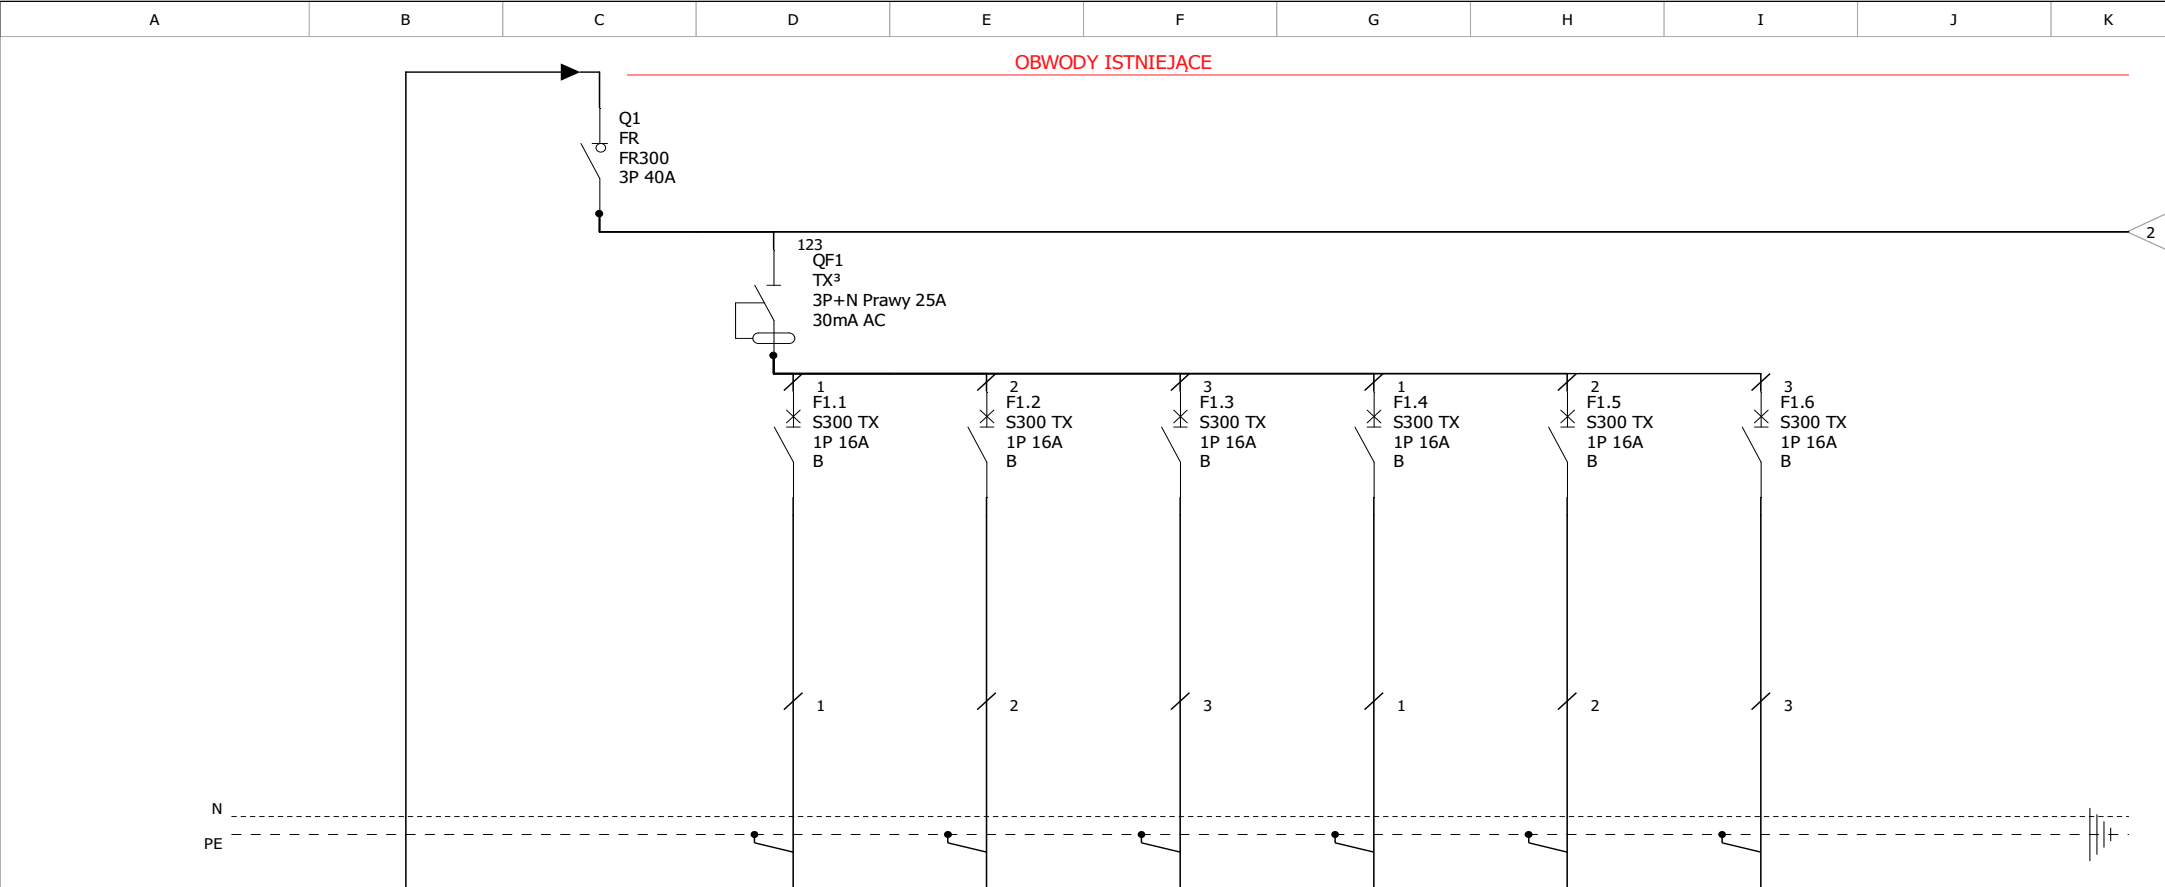 A B C D E F G H I J K
OBWODY ISTNIEJĄCE
Q1
FR
FR300
3P 40A
2
123
QF1
TX³
3P+N Prawy 25A
30mA AC
1
F1.1
S300 TX
1P 16A
B
2
F1.2
S300 TX
1P 16A
B
3
F1.3
S300 TX
1P 16A
B
1
F1.4
S300 TX
1P 16A
B
2
F1.5
S300 TX
1P 16A
B
3
F1.6
S300 TX
1P 16A
B
1 2 3 1 2 3
N
PE